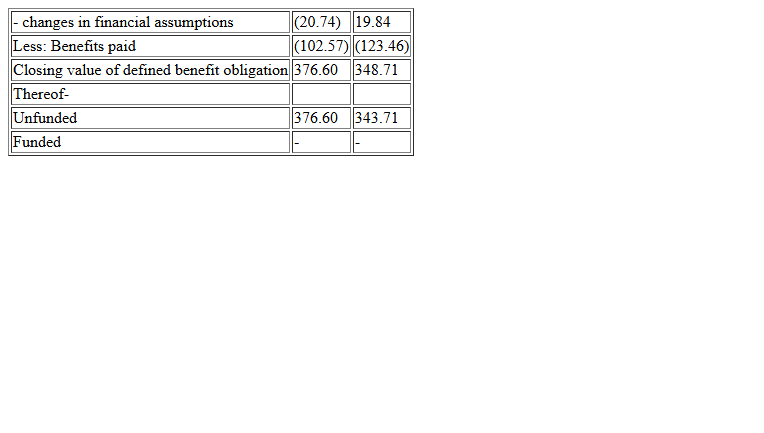 - changes in financial assumptions (20.74) 19.84
Less: Benefits paid (102.57) (123.46)
Closing value of defined benefit obligation 376.60 348.71
Thereof-
Unfunded 376.60 343.71
Funded - -